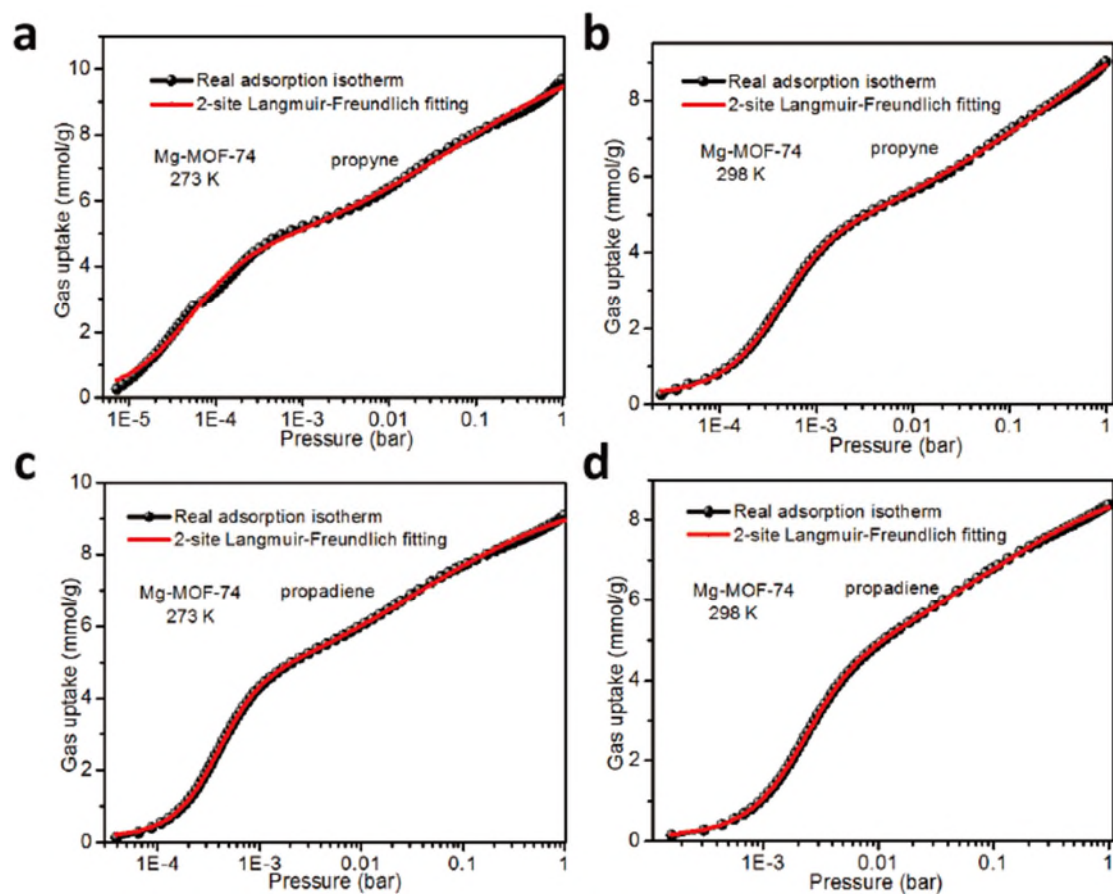 a
10
8
6
4
2
0
Gas uptake (mmol/g)
Real adsorption isotherm
2-site Langmuir-Freundlich fitting
Mg-MOF-74
273 K
propyne
1E-5 1E-4 1E-3 0.01 0.1 1
Pressure (bar)
b
8
6
4
2
0
Gas uptake (mmol/g)
Real adsorption isotherm
2-site Langmuir-Freundlich fitting
Mg-MOF-74
298 K
propyne
1E-4 1E-3 0.01 0.1 1
Pressure (bar)
c
10
8
6
4
2
0
Gas uptake (mmol/g)
Real adsorption isotherm
2-site Langmuir-Freundlich fitting
Mg-MOF-74
273 K
propadiene
1E-4 1E-3 0.01 0.1 1
Pressure (bar)
d
8
6
4
2
0
Gas uptake (mmol/g)
Real adsorption isotherm
2-site Langmuir-Freundlich fitting
Mg-MOF-74
298 K
propadiene
1E-3 0.01 0.1 1
Pressure (bar)